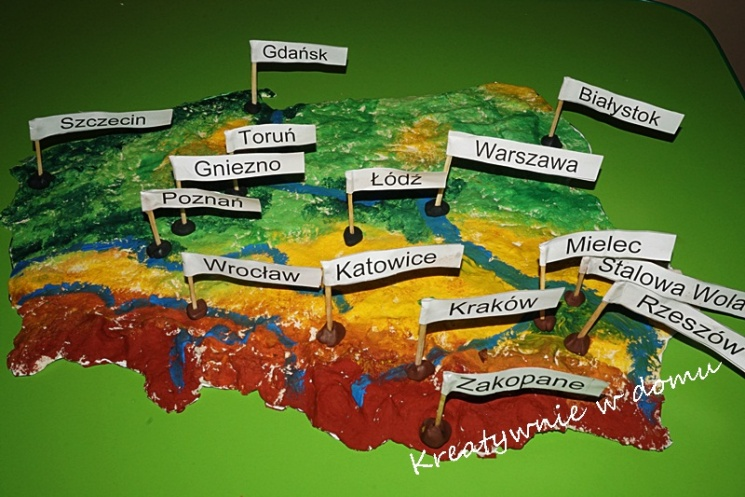 Gdańsk
Białystok
Szczecin
Toruń
Warszawa
Gniezno
Łódź
Poznań
Mielec
Wrocław
Katowice
Stalowa Wola
Kraków
Rzeszów
Zakopane
Kreatywnie w domu